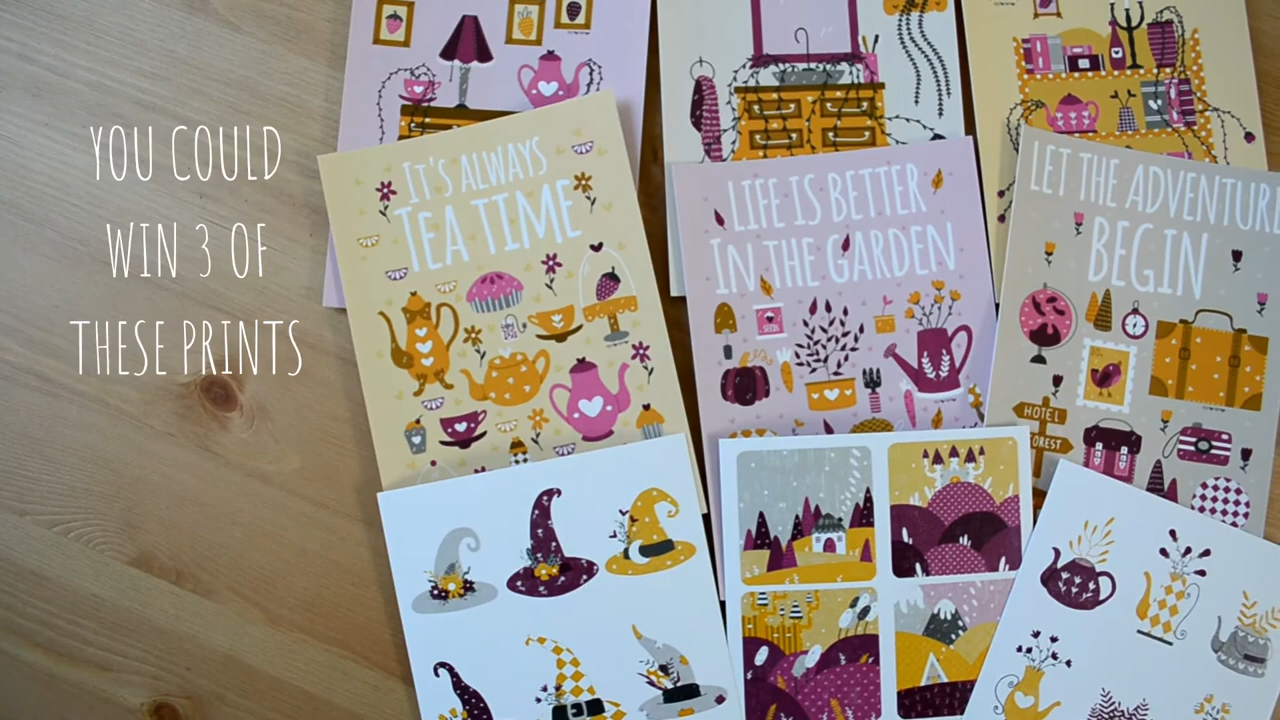 YOU COULD
WIN 3 OF
THESE PRINTS
IT'S ALWAYS
TEA TIME
LIFE IS BETTER
IN THE GARDEN
SEEDS
LET THE ADVENTURE
BEGIN
HOTEL
FOREST